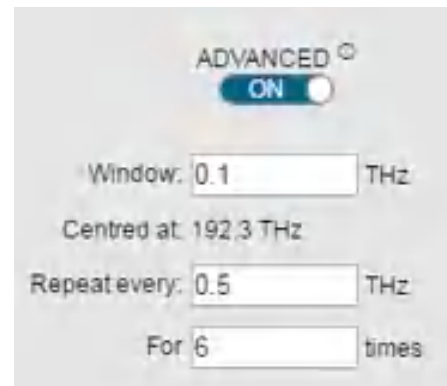 ADVANCED
ON
Window: 0.1 THz
Centred at: 192.3 THz
Repeat every: 0.5 THz
For 6 times